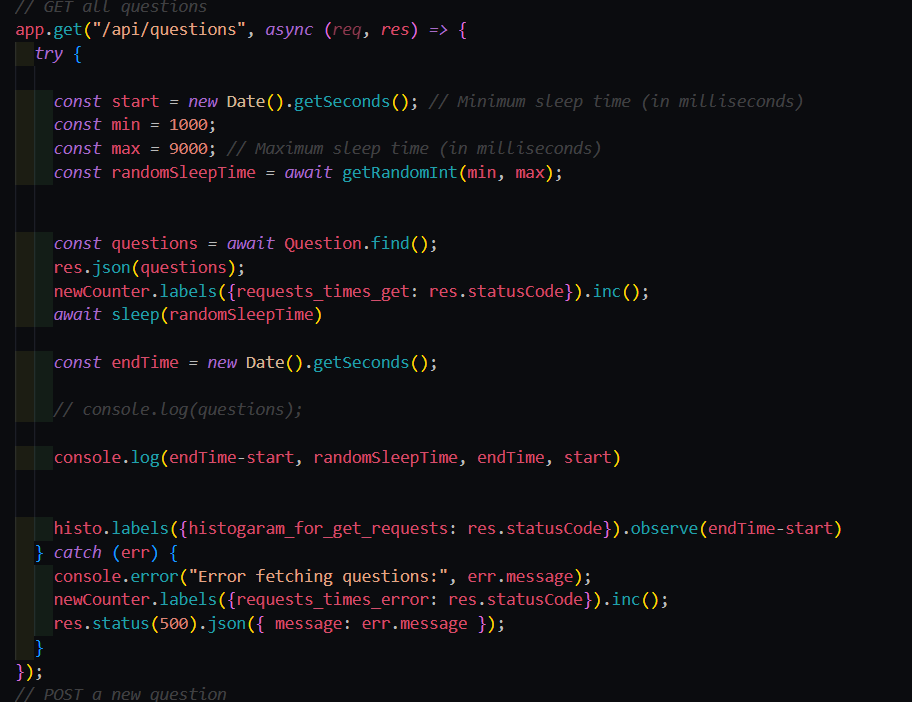 // GET all questions
app.get("/api/questions", async (req, res) => {
try {
const start = new Date().getSeconds(); // Minimum sleep time (in milliseconds)
const min = 1000;
const max = 9000; // Maximum sleep time (in milliseconds)
const randomSleepTime = await getRandomInt(min, max);
const questions = await Question.find();
res.json(questions);
newCounter.labels({requests_times_get: res.statusCode}).inc();
await sleep(randomSleepTime)
const endTime = new Date().getSeconds();
// console.log(questions);
console.log(endTime-start, randomSleepTime, endTime, start)
histo.labels({histogaram_for_get_requests: res.statusCode}).observe(endTime-start)
} catch (err) {
console.error("Error fetching questions:", err.message);
newCounter.labels({requests_times_error: res.statusCode}).inc();
res.status(500).json({ message: err.message });
}
});
// POST a new question